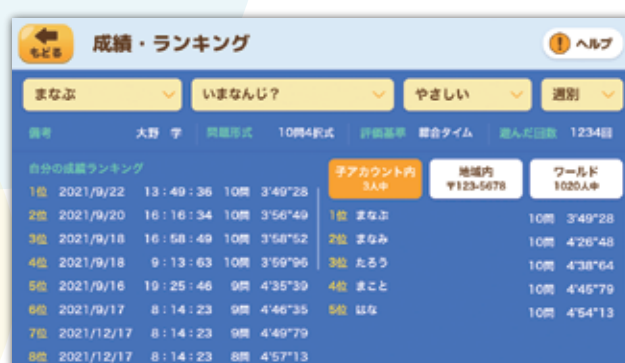 もどる
成績・ランキング
! ヘルプ
まなぶ
いまなんじ？
やさしい
週別
備考 大野 学 問題形式 10問4択式 評価基準 総合タイム 遊んだ回数 1234回
自分の成績ランキング
1位 2021/9/22 13:49:36 10問 3'49"28
2位 2021/9/20 16:16:34 10問 3'56"49
3位 2021/9/18 16:58:49 10問 3'58"52
4位 2021/9/18 9:13:63 10問 3'59"96
5位 2021/9/16 19:25:46 9問 4'35"39
6位 2021/9/17 8:14:23 9問 4'46"35
7位 2021/12/17 8:14:23 9問 4'49"79
8位 2021/12/17 8:14:23 8問 4'57"13
子アカウント内
3人中
地域内
〒123-5678
ワールド
1020人中
1位 まなぶ 10問 3'49"28
2位 まなみ 10問 4'26"48
3位 たろう 10問 4'38"64
4位 まこと 10問 4'45"79
5位 はな 10問 4'54"13